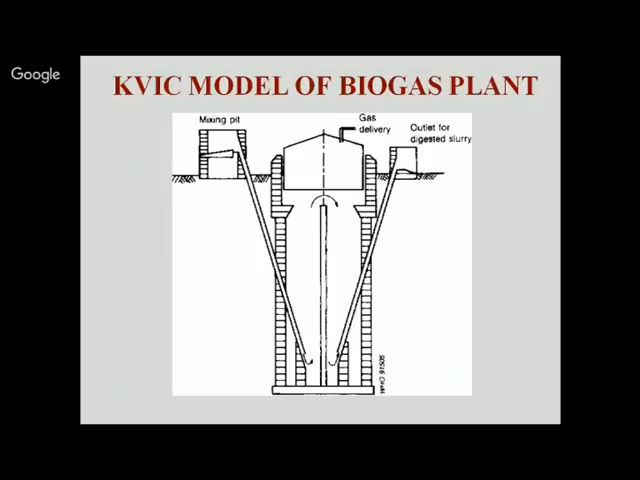 Google
KVIC MODEL OF BIOGAS PLANT
Mixing pit
Gas
delivery
Outlet for
digested slurry